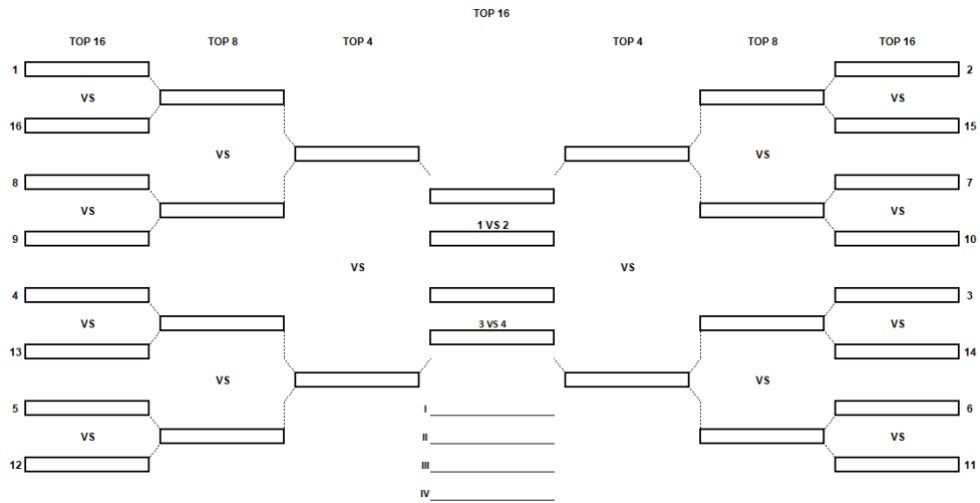 TOP 16
TOP 16 TOP 8 TOP 4 TOP 4 TOP 8 TOP 16
1 2
VS VS
16 15
VS VS
8 7
1 VS 2
VS VS
9 10
VS VS
4 3
3 VS 4
VS VS
13 14
VS VS
5 6
I
VS VS
II
12 11
III
IV